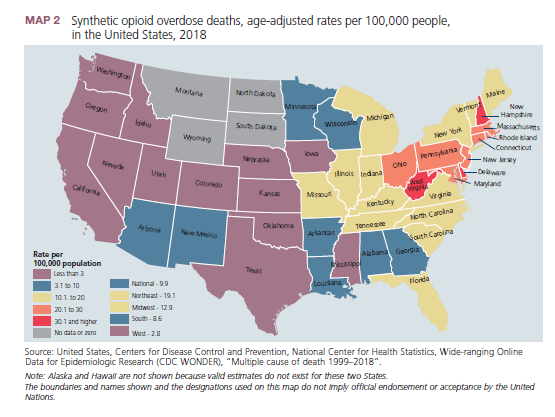 MAP 2 Synthetic opioid overdose deaths, age-adjusted rates per 100,000 people,
in the United States, 2018
Washington
Oregon
Idaho
Montana
North Dakota
South Dakota
Wyoming
Nebraska
Nevada
Utah
Colorado
Kansas
California
Arizona
New Mexico
Oklahoma
Texas
Minnesota
Wisconsin
Iowa
Missouri
Arkansas
Louisiana
Michigan
Illinois
Indiana
Ohio
Kentucky
Tennessee
Mississippi
Alabama
Georgia
Florida
South Carolina
North Carolina
Virginia
West
Virginia
Pennsylvania
New York
Vermont
Maine
New
Hampshire
Massachusetts
Rhode Island
Connecticut
New Jersey
Delaware
Maryland
Rate per
100,000 population
Less than 3
3.1 to 10
10.1. to 20
20.1 to 30
30.1 and higher
No data or zero
National - 9.9
Northeast - 19.1
Midwest - 12.9
South - 8.6
West - 2.8
Source: United States, Centers for Disease Control and Prevention, National Center for Health Statistics, Wide-ranging Online
Data for Epidemiologic Research (CDC WONDER), "Multiple cause of death 1999–2018".
Note: Alaska and Hawaii are not shown because valid estimates do not exist for these two States.
The boundaries and names shown and the designations used on this map do not imply official endorsement or acceptance by the United
Nations.